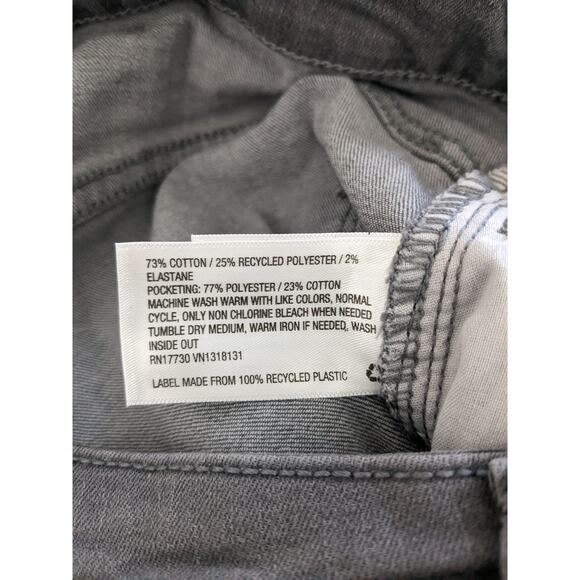 73% COTTON / 25% RECYCLED POLYESTER / 2%
ELASTANE
POCKETING: 77% POLYESTER / 23% COTTON
MACHINE WASH WARM WITH LIKE COLORS, NORMAL
CYCLE, ONLY NON CHLORINE BLEACH WHEN NEEDED
TUMBLE DRY MEDIUM, WARM IRON IF NEEDED, WASH
INSIDE OUT
RN17730 VN1318131
LABEL MADE FROM 100% RECYCLED PLASTIC